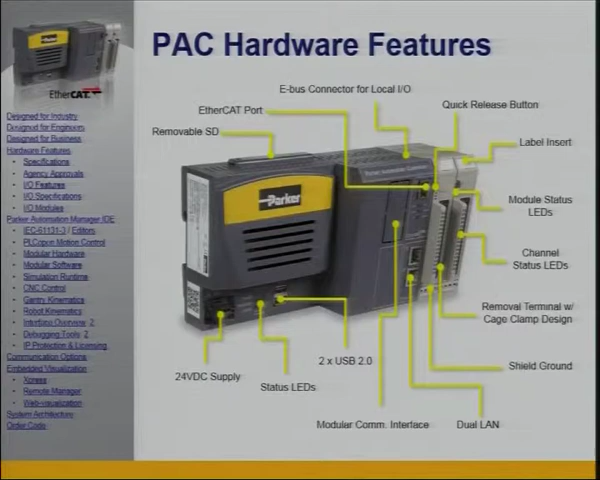 PAC Hardware Features
EtherCAT
Designed for Industry
Designed for Engineers
Designed for Business
Hardware Features
• Specifications
• Agency Approvals
• I/O Features
• I/O Specifications
• I/O Modules
Parker Automation Manager IDE
• IEC-61131-3 / Editors
• PLCopen Motion Control
• Modular Hardware
• Modular Software
• Simulation Runtime
• CNC Control
• Gantry Kinematics
• Robot Kinematics
• Interface Overview 2
• Debugging Tools 2
• IP Protection & Licensing
Communication Options
Embedded Visualization
• Xpress
• Remote Manager
• Web-visualization
System Architecture
Order Code
E-bus Connector for Local I/O
EtherCAT Port
Quick Release Button
Removable SD
Label Insert
Parker
Module Status
LEDs
Channel
Status LEDs
Removal Terminal w/
Cage Clamp Design
Shield Ground
24VDC Supply
Status LEDs
2 x USB 2.0
Modular Comm. Interface
Dual LAN